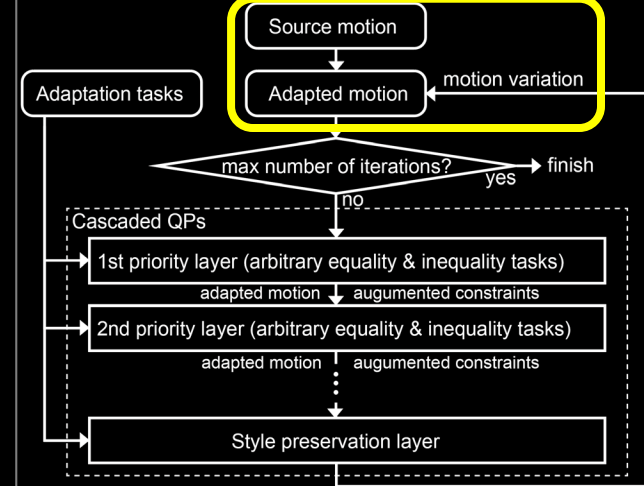 Source motion
Adaptation tasks
Adapted motion
motion variation
max number of iterations?
yes
finish
no
Cascaded QPs
1st priority layer (arbitrary equality & inequality tasks)
adapted motion
augumented constraints
2nd priority layer (arbitrary equality & inequality tasks)
adapted motion
augumented constraints
Style preservation layer